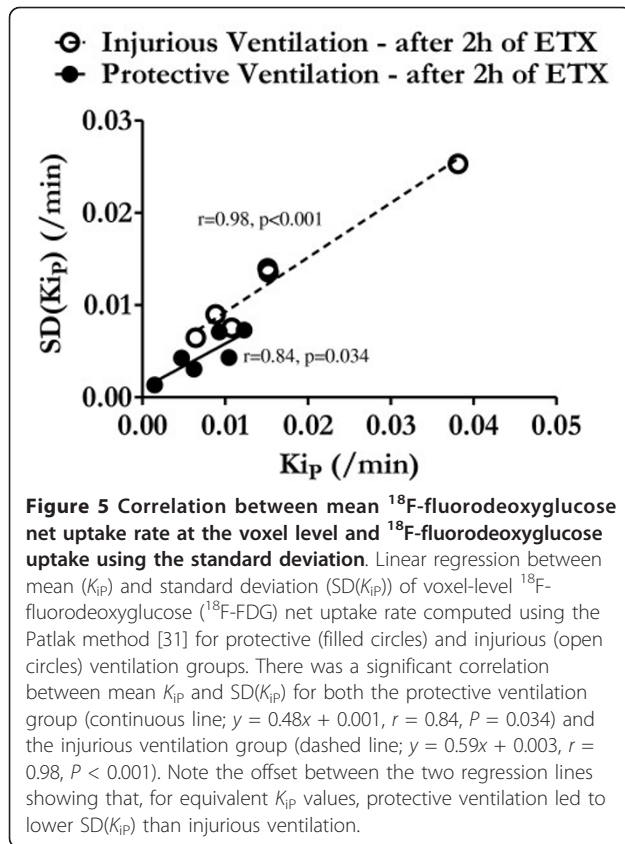 Injurious Ventilation - after 2h of ETX
Protective Ventilation - after 2h of ETX
0.03
0.02
0.01
0.00
SD(Kip) (/min)
r=0.98, p<0.001
r=0.84, p=0.034
0.00 0.01 0.02 0.03 0.04 0.05
Kip (/min)
Figure 5 Correlation between mean ¹⁸F-fluorodeoxyglucose
net uptake rate at the voxel level and ¹⁸F-fluorodeoxyglucose
uptake using the standard deviation. Linear regression between
mean (KiP) and standard deviation (SD(KiP)) of voxel-level ¹⁸F-
fluorodeoxyglucose (¹⁸F-FDG) net uptake rate computed using the
Patlak method [31] for protective (filled circles) and injurious (open
circles) ventilation groups. There was a significant correlation
between mean KiP and SD(KiP) for both the protective ventilation
group (continuous line; y = 0.48x + 0.001, r = 0.84, P = 0.034) and
the injurious ventilation group (dashed line; y = 0.59x + 0.003, r =
0.98, P < 0.001). Note the offset between the two regression lines
showing that, for equivalent KiP values, protective ventilation led to
lower SD(KiP) than injurious ventilation.